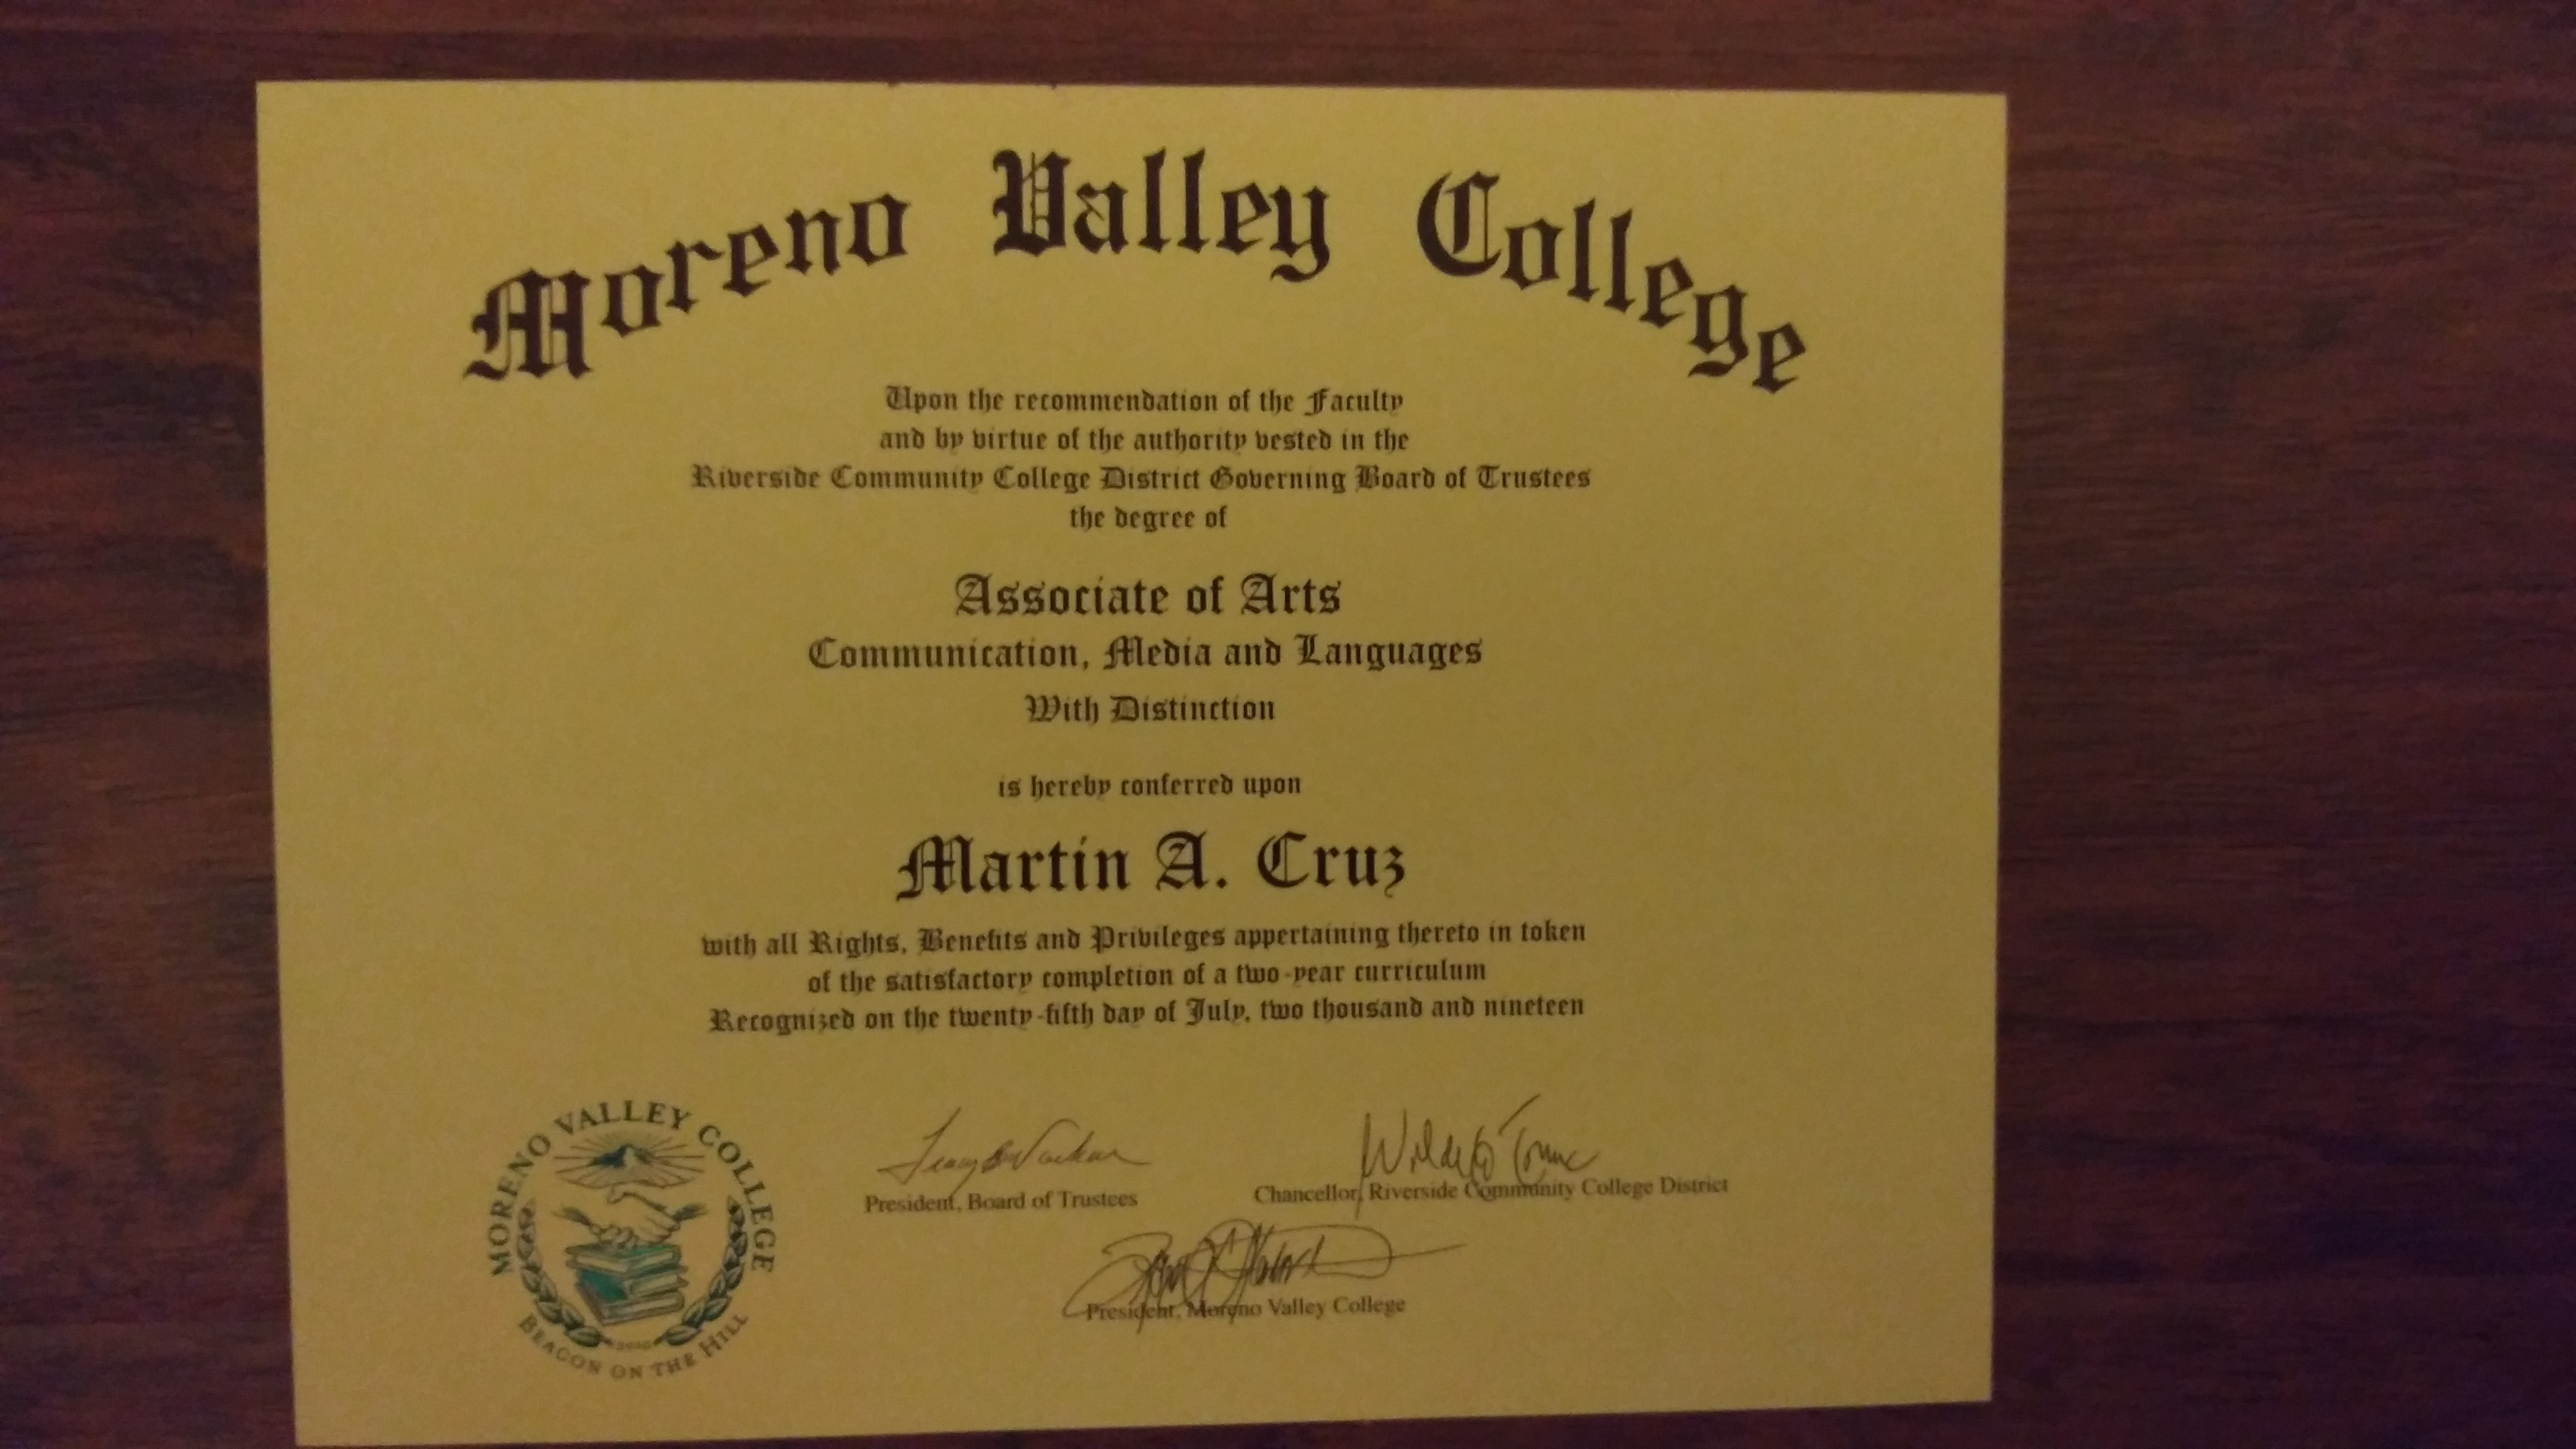 Moreno Valley College
Upon the recommendation of the Faculty
and by virtue of the authority vested in the
Riverside Community College District Governing Board of Trustees
the degree of
Associate of Arts
Communication, Media and Languages
With Distinction
is hereby conferred upon
Martin A. Cruz
with all Rights, Benefits and Privileges appertaining thereto in token
of the satisfactory completion of a two-year curriculum
Recognized on the twenty-fifth day of July, two thousand and nineteen
MORENO VALLEY COLLEGE
BEACON ON THE HILL
President, Board of Trustees
Chancellor, Riverside Community College District
President, Moreno Valley College